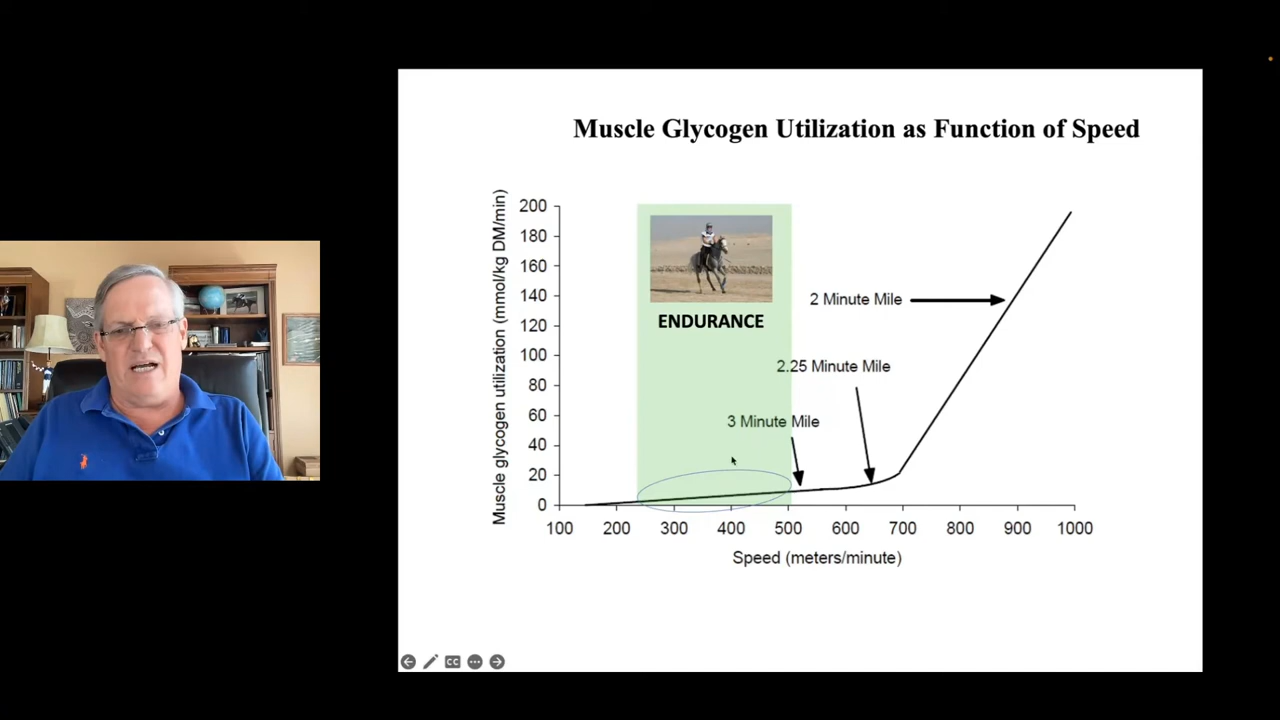 Muscle Glycogen Utilization as Function of Speed
Muscle glycogen utilization (mmol/kg DM/min)
200
180
160
140
120
100
80
60
40
20
0
ENDURANCE
2 Minute Mile
2.25 Minute Mile
3 Minute Mile
100 200 300 400 500 600 700 800 900 1000
Speed (meters/minute)
CC